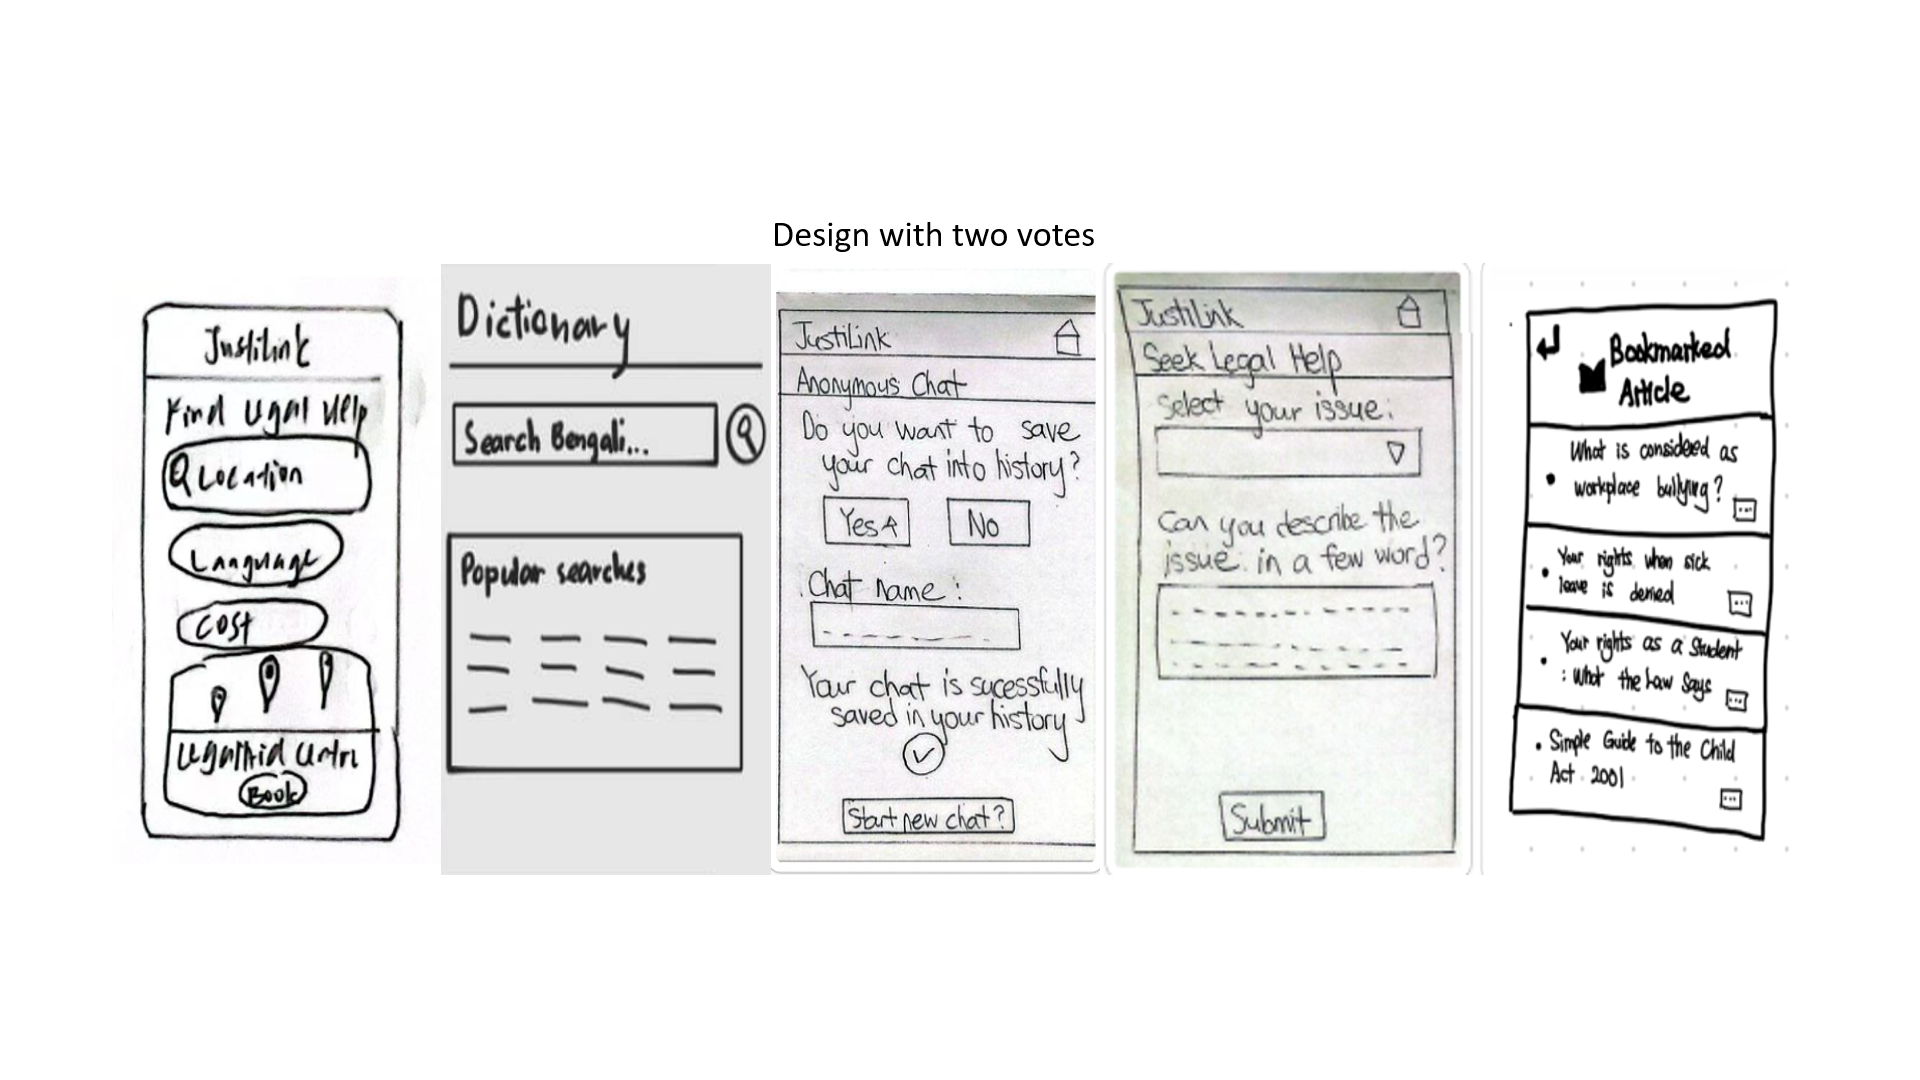 Design with two votes
Justilink
Find Legal Help
Location
Language
Cost
Legal Aid
Book
Dictionary
Search Bengali...
Popular searches
JustiLink
Anonymous Chat
Do you want to save
your chat into history?
Yes No
Chat name :
Your chat is sucessfully
saved in your history
Start new chat?
JustiLink
Seek Legal Help
Select your issue:
Can you describe the
issue in a few word?
Submit
Bookmarked
Article
What is considered as
workplace bullying?
Your rights when sick
leave is denied
Your rights as a Student
: What the Law Says
Simple Guide to the Child
Act 2001